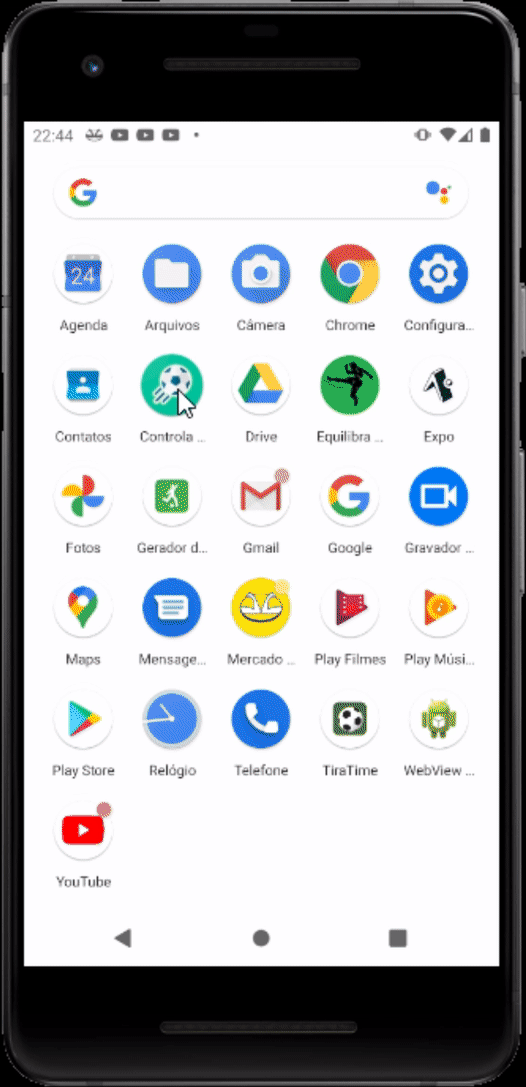 22:44
24
Agenda Arquivos Câmera Chrome Configura...
Contatos Controla ... Drive Equilibra ... Expo
Fotos Gerador d... Gmail Google Gravador ...
Maps Mensage... Mercado ... Play Filmes Play Músi...
Play Store Relógio Telefone TiraTime WebView ...
YouTube